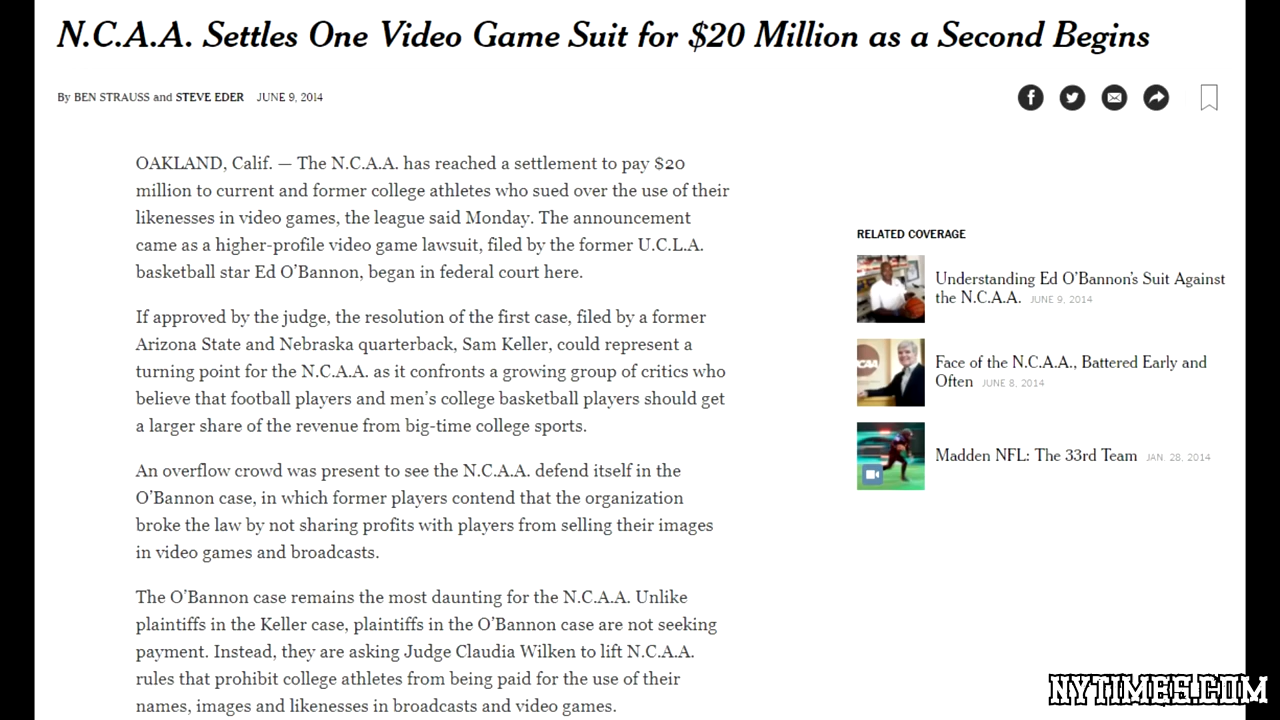 N.C.A.A. Settles One Video Game Suit for $20 Million as a Second Begins
By BEN STRAUSS and STEVE EDER JUNE 9, 2014
OAKLAND, Calif. — The N.C.A.A. has reached a settlement to pay $20
million to current and former college athletes who sued over the use of their
likenesses in video games, the league said Monday. The announcement
came as a higher-profile video game lawsuit, filed by the former U.C.L.A.
basketball star Ed O’Bannon, began in federal court here.
If approved by the judge, the resolution of the first case, filed by a former
Arizona State and Nebraska quarterback, Sam Keller, could represent a
turning point for the N.C.A.A. as it confronts a growing group of critics who
believe that football players and men’s college basketball players should get
a larger share of the revenue from big-time college sports.
An overflow crowd was present to see the N.C.A.A. defend itself in the
O’Bannon case, in which former players contend that the organization
broke the law by not sharing profits with players from selling their images
in video games and broadcasts.
The O’Bannon case remains the most daunting for the N.C.A.A. Unlike
plaintiffs in the Keller case, plaintiffs in the O’Bannon case are not seeking
payment. Instead, they are asking Judge Claudia Wilken to lift N.C.A.A.
rules that prohibit college athletes from being paid for the use of their
names, images and likenesses in broadcasts and video games.
RELATED COVERAGE
Understanding Ed O’Bannon’s Suit Against
the N.C.A.A. JUNE 9, 2014
Face of the N.C.A.A., Battered Early and
Often JUNE 8, 2014
Madden NFL: The 33rd Team JAN. 28, 2014
NYTIMES.COM